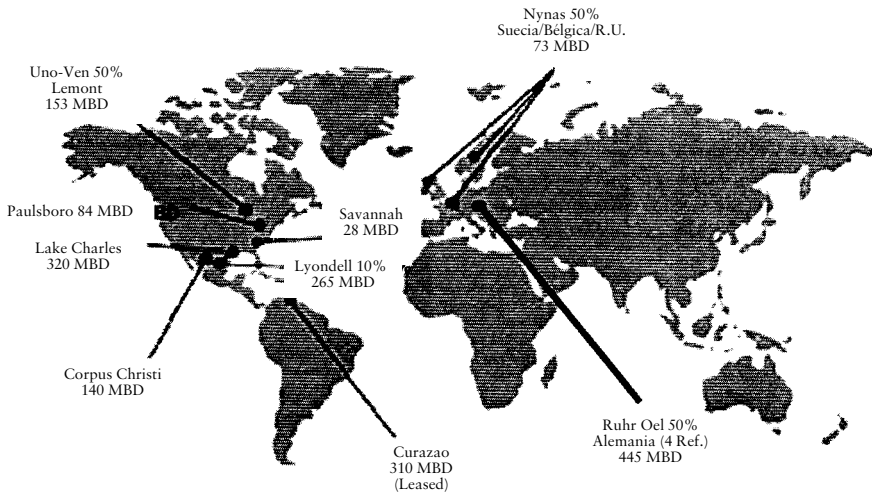 Nynas 50%
Suecia/Bélgica/R.U.
73 MBD
Uno-Ven 50%
Lemont
153 MBD
Paulsboro 84 MBD
Savannah
28 MBD
Lake Charles
320 MBD
Lyondell 10%
265 MBD
Corpus Christi
140 MBD
Curazao
310 MBD
(Leased)
Ruhr Oel 50%
Alemania (4 Ref.)
445 MBD